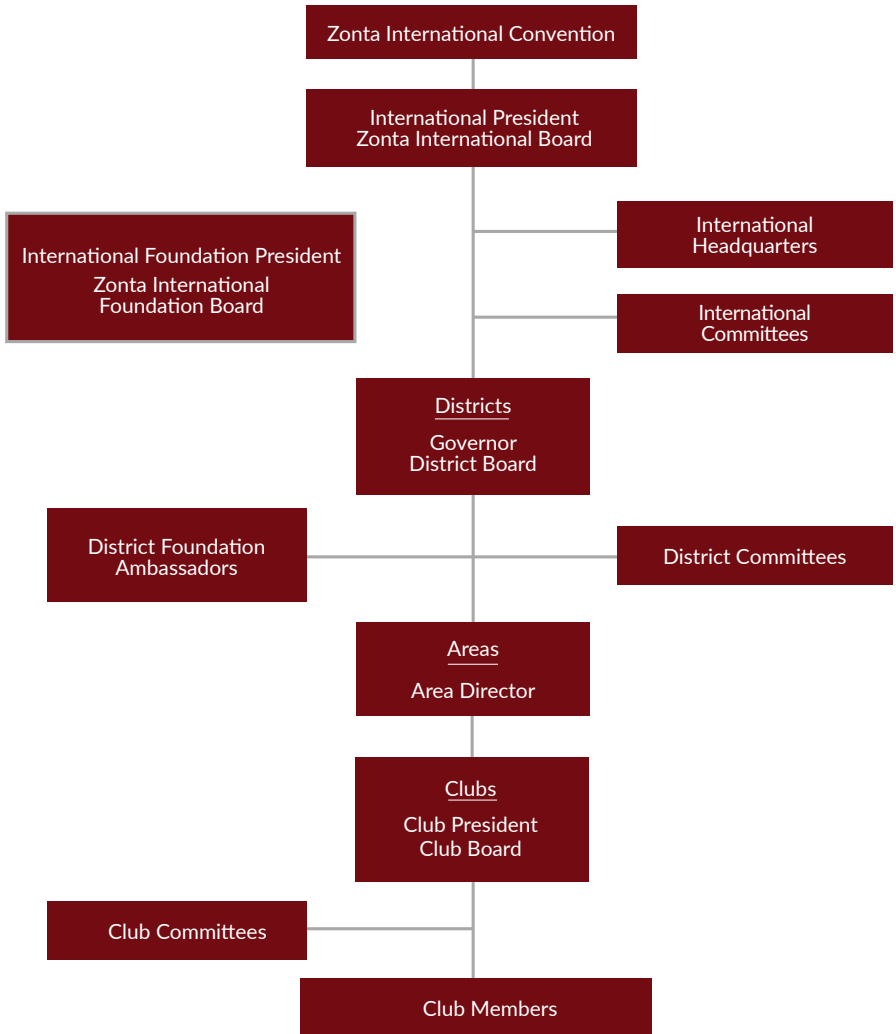 Zonta International Convention
International President
Zonta International Board
International
Headquarters
International Foundation President
Zonta International
Foundation Board
International
Committees
Districts
Governor
District Board
District Foundation
Ambassadors
District Committees
Areas
Area Director
Clubs
Club President
Club Board
Club Committees
Club Members